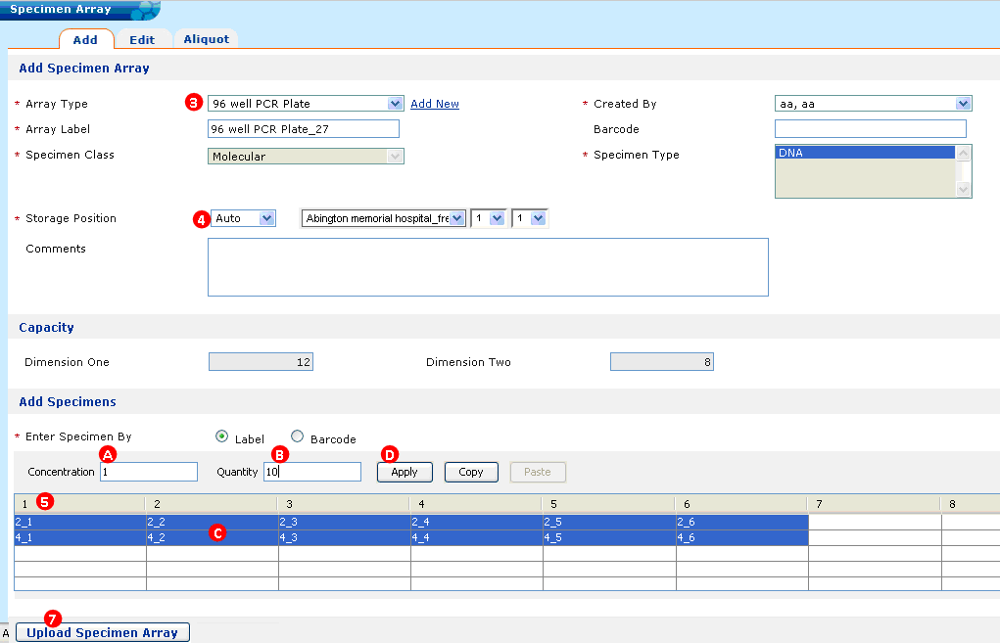 Specimen Array
Add Edit Aliquot
Add Specimen Array
* Array Type 3 96 well PCR Plate Add New * Created By aa, aa
* Array Label 96 well PCR Plate_27 Barcode
* Specimen Class Molecular * Specimen Type DNA
* Storage Position 4 Auto Abington memorial hospital_fre 1 1
Comments
Capacity
Dimension One 12 Dimension Two 8
Add Specimens
* Enter Specimen By Label Barcode
A B D
Concentration 1 Quantity 10 Apply Copy Paste
1 5 2 3 4 5 6 7 8
2_1 2_2 2_3 2_4 2_5 2_6
4_1 4_2 C 4_3 4_4 4_5 4_6
7
A Upload Specimen Array